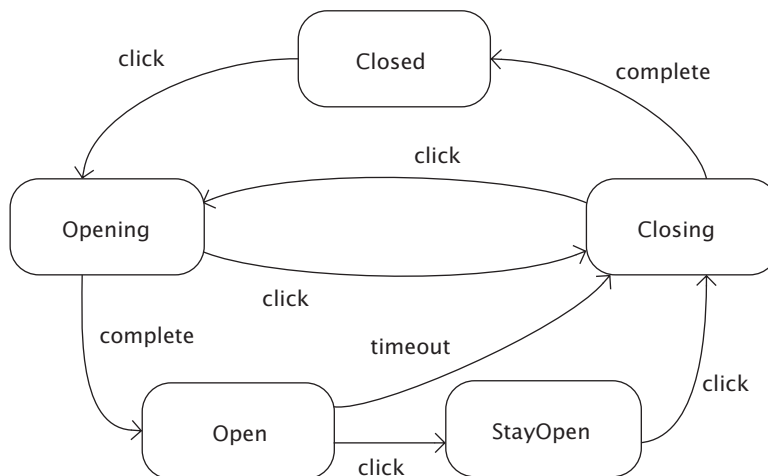 Closed
click
complete
click
Opening
Closing
click
complete
timeout
click
Open
StayOpen
click